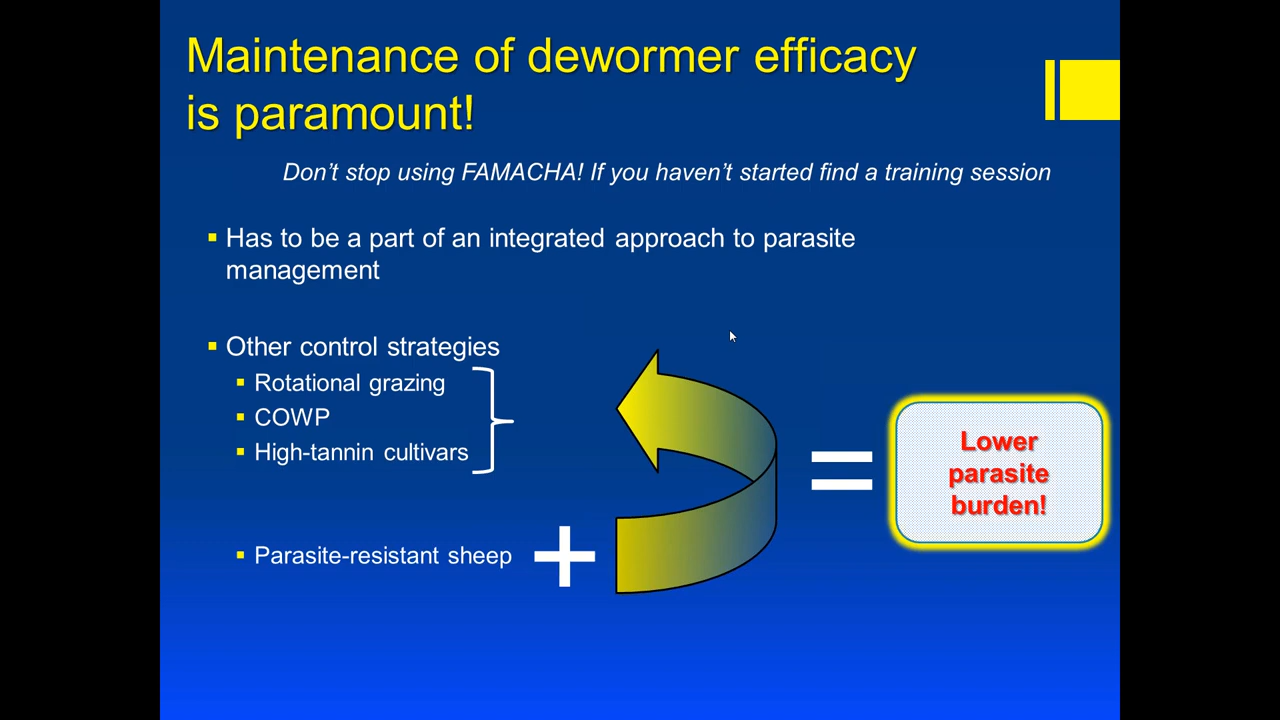 Maintenance of dewormer efficacy
is paramount!
Don't stop using FAMACHA! If you haven't started find a training session
Has to be a part of an integrated approach to parasite
management
Other control strategies
Rotational grazing
COWP
High-tannin cultivars
Parasite-resistant sheep
+
=
Lower
parasite
burden!